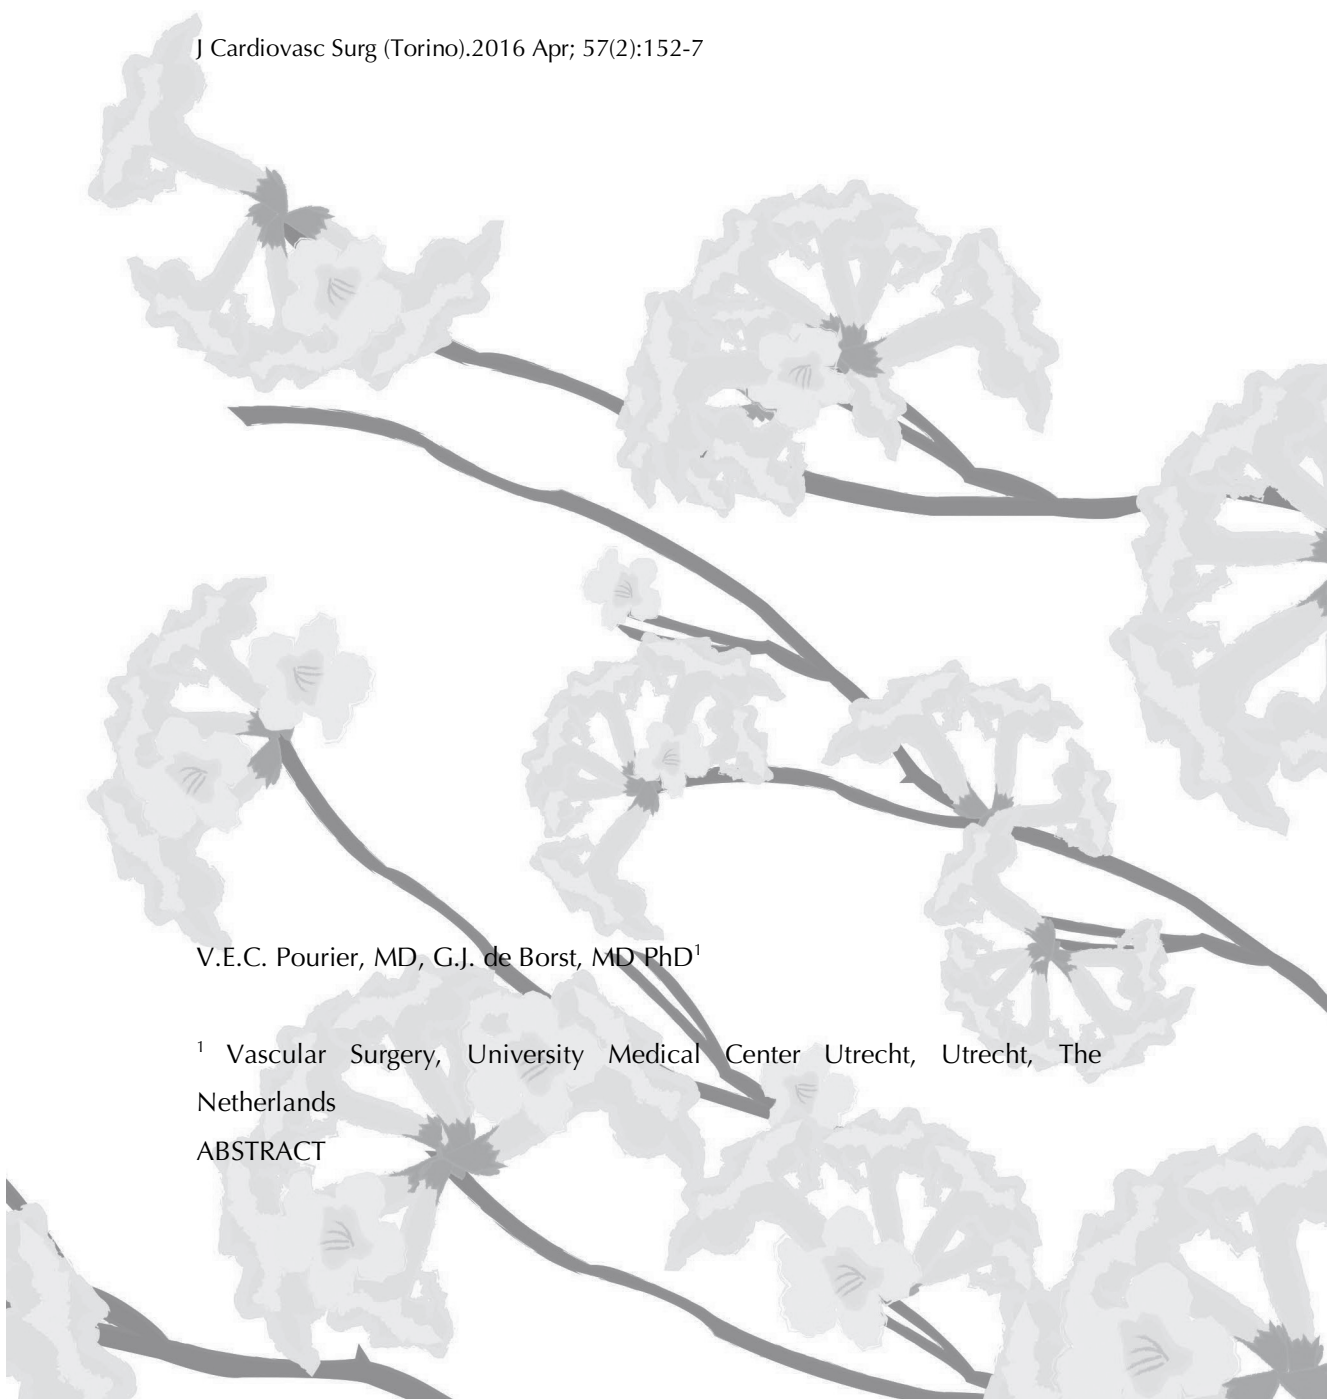 J Cardiovasc Surg (Torino).2016 Apr; 57(2):152-7
V.E.C. Pourier, MD, G.J. de Borst, MD PhD¹
¹ Vascular Surgery, University Medical Center Utrecht, Utrecht, The
Netherlands
ABSTRACT